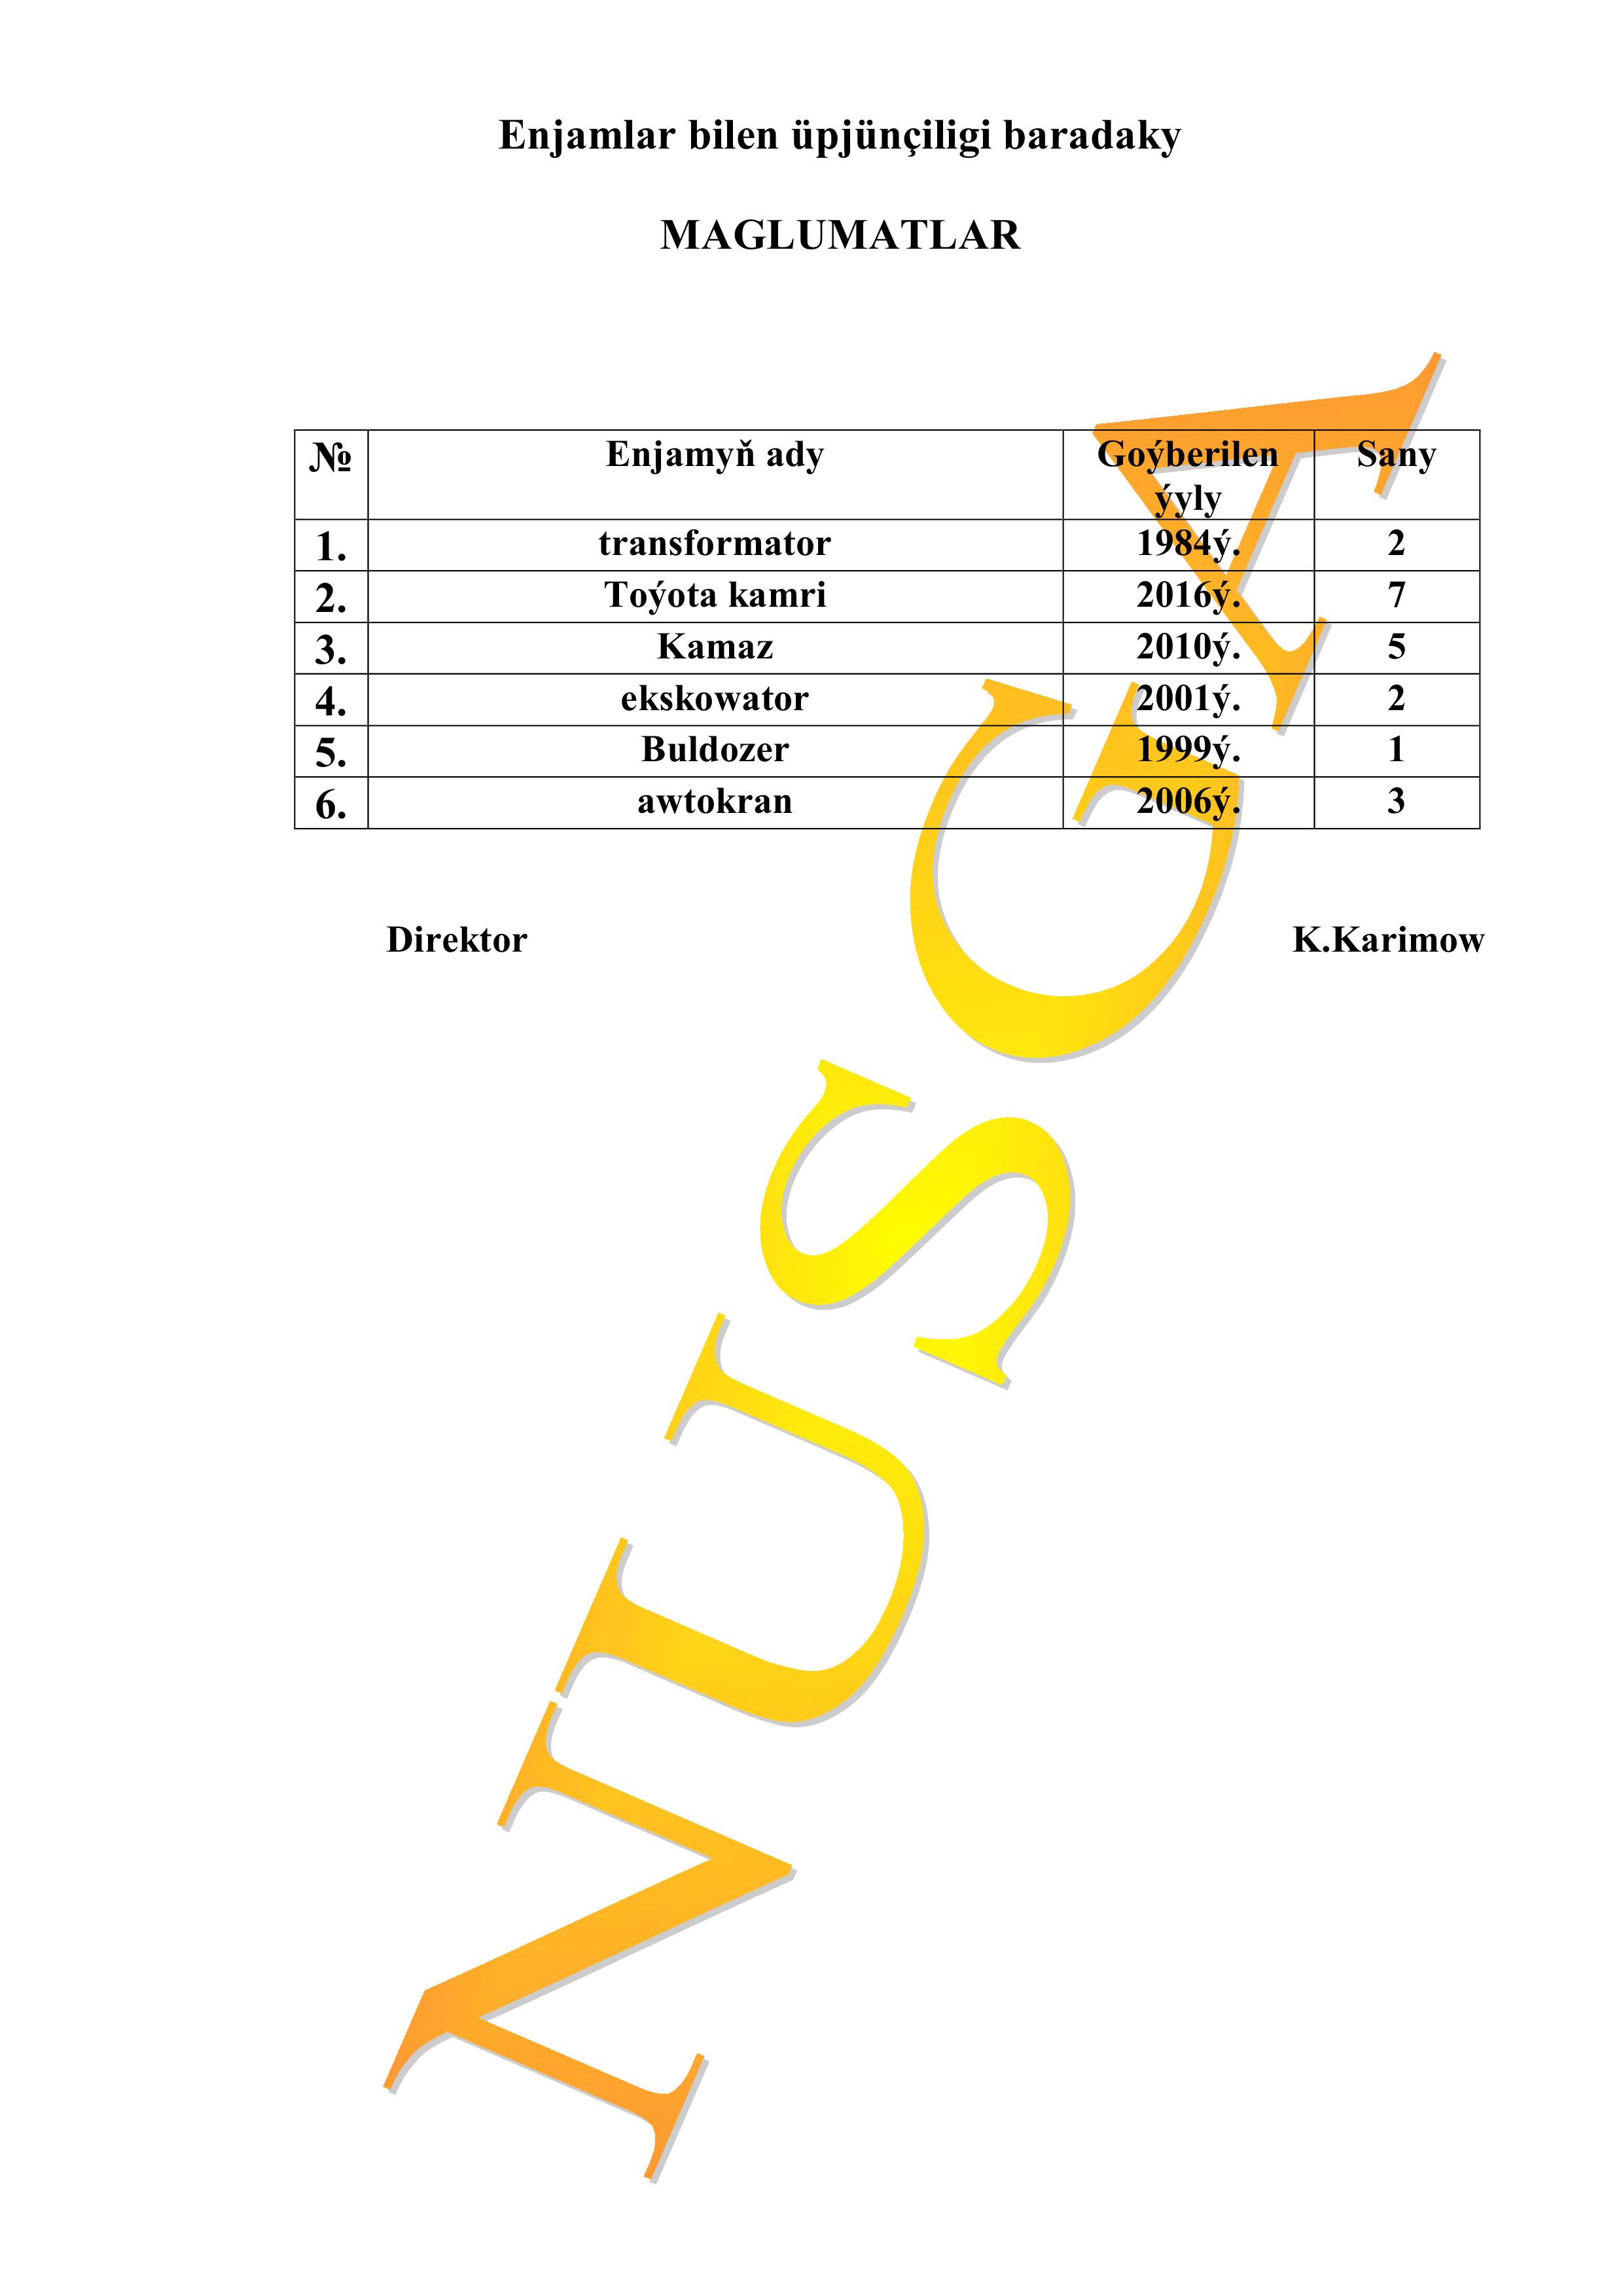 Enjamlar bilen üpjünçiligi baradaky
MAGLUMATLAR
№ Enjamyň ady Goýberilen ýyly Sany
1. transformator 1984ý. 2
2. Toýota kamri 2016ý. 7
3. Kamaz 2010ý. 5
4. ekskowator 2001ý. 2
5. Buldozer 1999ý. 1
6. awtokran 2006ý. 3
Direktor K.Karimow
NUSGA